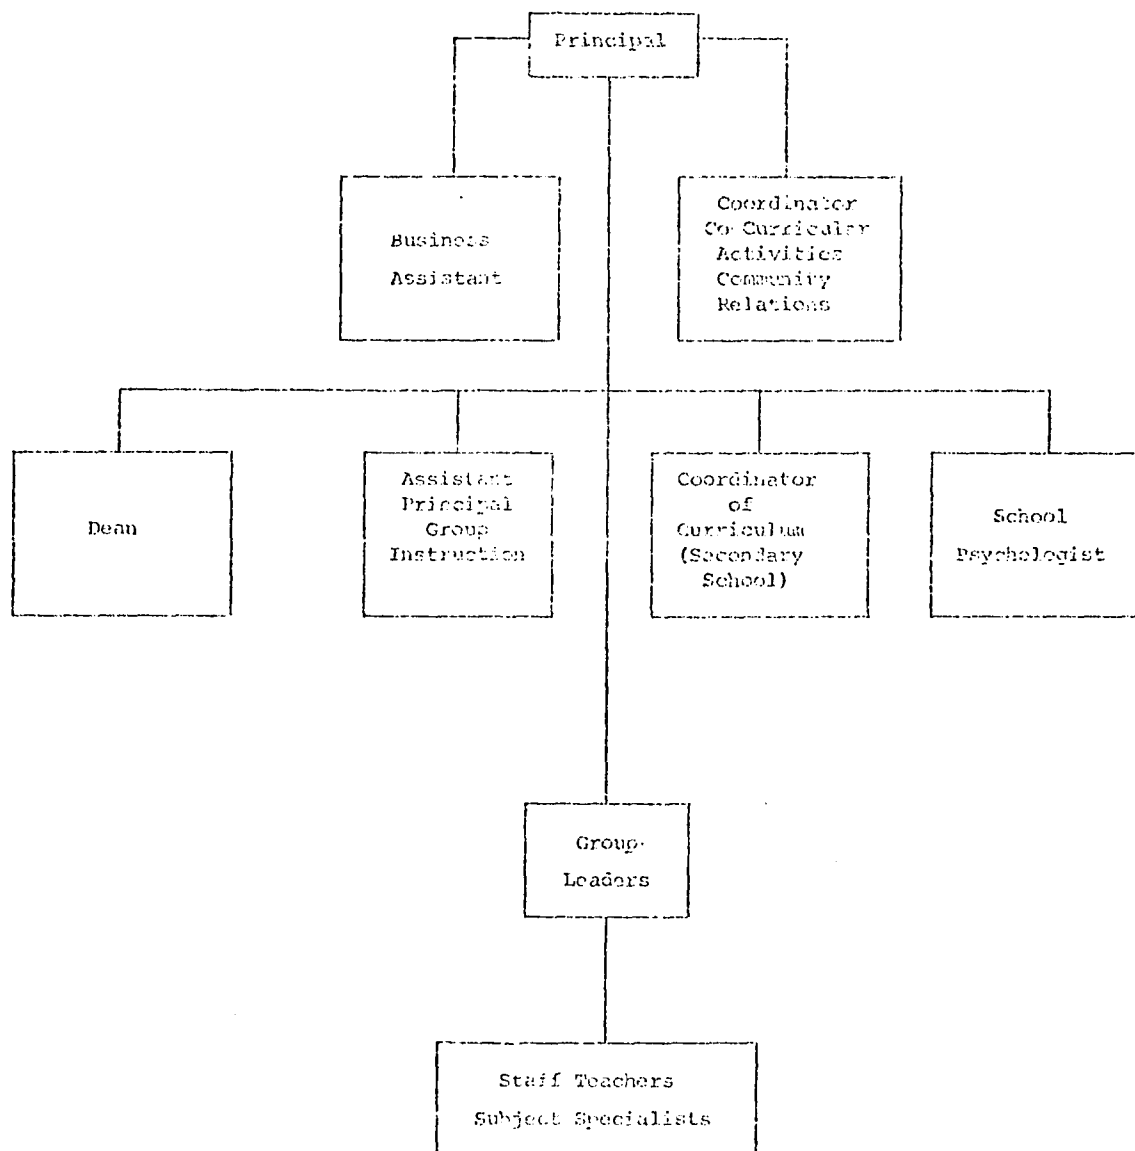 Principal
Business
Assistant
Coordinator
Co-Curricular
Activities
Community
Relations
Dean
Assistant
Principal
Group
Instruction
Coordinator
of
Curriculum
(Secondary
School)
School
Psychologist
Group
Leaders
Staff Teachers
Subject Specialists